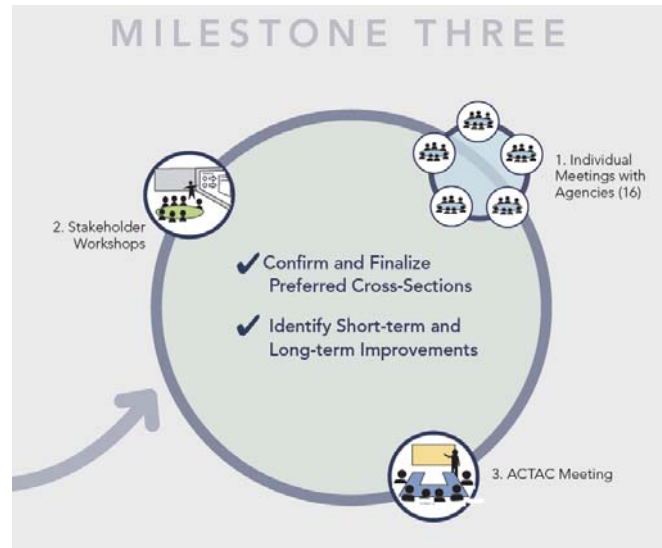 MILESTONE THREE
1. Individual
Meetings with
Agencies (16)
2. Stakeholder
Workshops
✔ Confirm and Finalize
Preferred Cross-Sections
✔ Identify Short-term and
Long-term Improvements
3. ACTAC Meeting